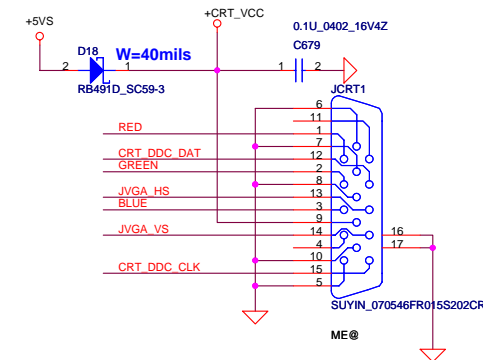 +5VS
+CRT_VCC
0.1U_0402_16V4Z
D18
W=40mils
C679
2
1
1
2
RB491D_SC59-3
JCRT1
6
11
RED
1
7
CRT_DDC_DAT
12
GREEN
2
8
JVGA_HS
13
BLUE
3
9
JVGA_VS
14
16
4
17
10
CRT_DDC_CLK
15
5
SUYIN_070546FR015S202CR
ME@